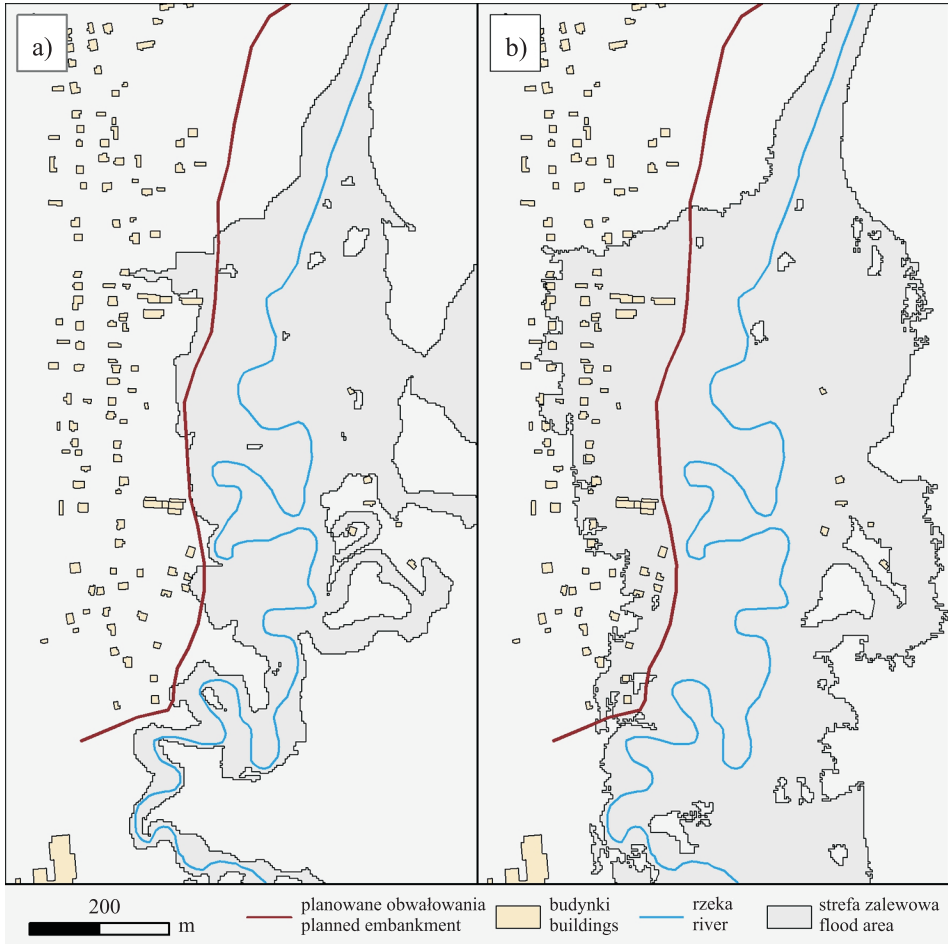 a)
b)
200
m
planowane obwałowania
planned embankment
budynki
buildings
rzeka
river
strefa zalewowa
flood area